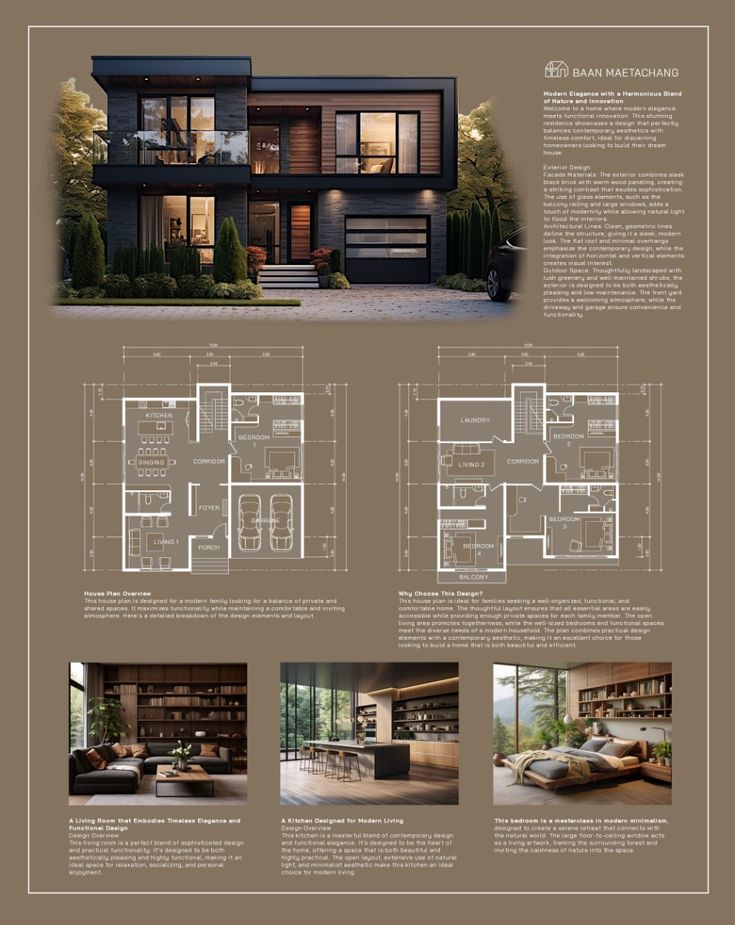 BAAN MAETACHANG
Modern Elegance with a Harmonious Blend
of Nature and Innovation
Welcome to a home where modern elegance
meets functional innovation. This stunning
residence showcases a design that perfectly
balances contemporary aesthetics with
timeless comfort, ideal for discerning
homeowners looking to build their dream
house.
Exterior Design
Facade Materials: The exterior combines sleek
black brick with warm wood paneling, creating
a striking contrast that exudes sophistication.
The use of glass elements, such as the
balcony railing and large windows, adds a
touch of modernity while allowing natural light
to flood the interiors.
Architectural Lines: Clean, geometric lines
define the structure, giving it a sleek, modern
look. The flat roof and minimal overhangs
emphasize the contemporary design, while the
integration of horizontal and vertical elements
creates visual interest.
Outdoor Space: Thoughtfully landscaped with
lush greenery and well-maintained shrubs, the
exterior is designed to be both aesthetically
pleasing and low-maintenance. The front yard
provides a welcoming atmosphere, while the
driveway and garage ensure convenience and
functionality.
KITCHEN
BEDROOM
1
DINGING
CORRIDOR
FOYER
GARRAGE
LIVING 1
PORCH
LAUNDRY
BEDROOM
2
LIVING 2
CORRIDOR
BEDROOM
3
BEDROOM
4
BALCONY
House Plan Overview
This house plan is designed for a modern family looking for a balance of private and
shared spaces. It maximizes functionality while maintaining a comfortable and inviting
atmosphere. Here's a detailed breakdown of the design elements and layout
Why Choose This Design?
This house plan is ideal for families seeking a well-organized, functional, and
comfortable home. The thoughtful layout ensures that all essential areas are easily
accessible while providing enough private spaces for each family member. The open
living area promotes togetherness, while the well-sized bedrooms and functional spaces
meet the diverse needs of a modern household. The plan combines practical design
elements with a contemporary aesthetic, making it an excellent choice for those
looking to build a home that is both beautiful and efficient.
A Living Room that Embodies Timeless Elegance and
Functional Design
Design Overview
This living room is a perfect blend of sophisticated design
and practical functionality. It's designed to be both
aesthetically pleasing and highly functional, making it an
ideal space for relaxation, socializing, and personal
enjoyment.
A Kitchen Designed for Modern Living
Design Overview
This kitchen is a masterful blend of contemporary design
and functional elegance. It's designed to be the heart of
the home, offering a space that is both beautiful and
highly practical. The open layout, extensive use of natural
light, and minimalist aesthetic make this kitchen an ideal
choice for modern living.
This bedroom is a masterclass in modern minimalism,
designed to create a serene retreat that connects with
the natural world. The large floor-to-ceiling window acts
as a living artwork, framing the surrounding forest and
inviting the calmness of nature into the space.